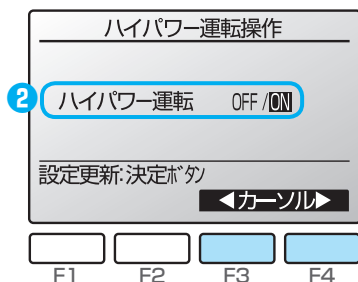 ハイパワー運転操作
❷ ハイパワー運転 OFF /ON
設定更新:決定ボタン
◀カーソル▶
F1 F2 F3 F4